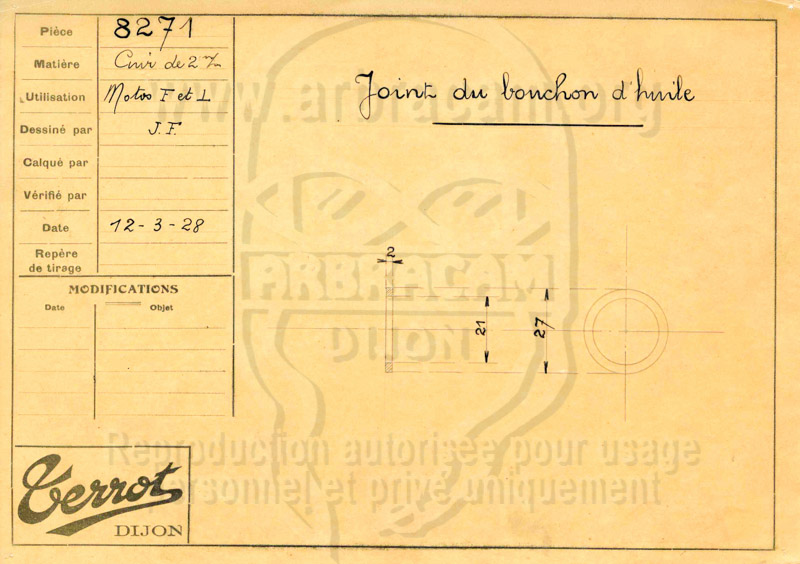 Pièce 8271
Matière Cuir de 2 m/m
Utilisation Motos F et L
Dessiné par J. F.
Calqué par
Vérifié par
Date 12-3-28
Repère
de tirage
MODIFICATIONS
Date Objet
Joint du bouchon d'huile
www.arbracam.org
2
21
27
ARBRACAM
DIJON
Reproduction autorisée pour usage
personnel et privé uniquement
Terrot
DIJON